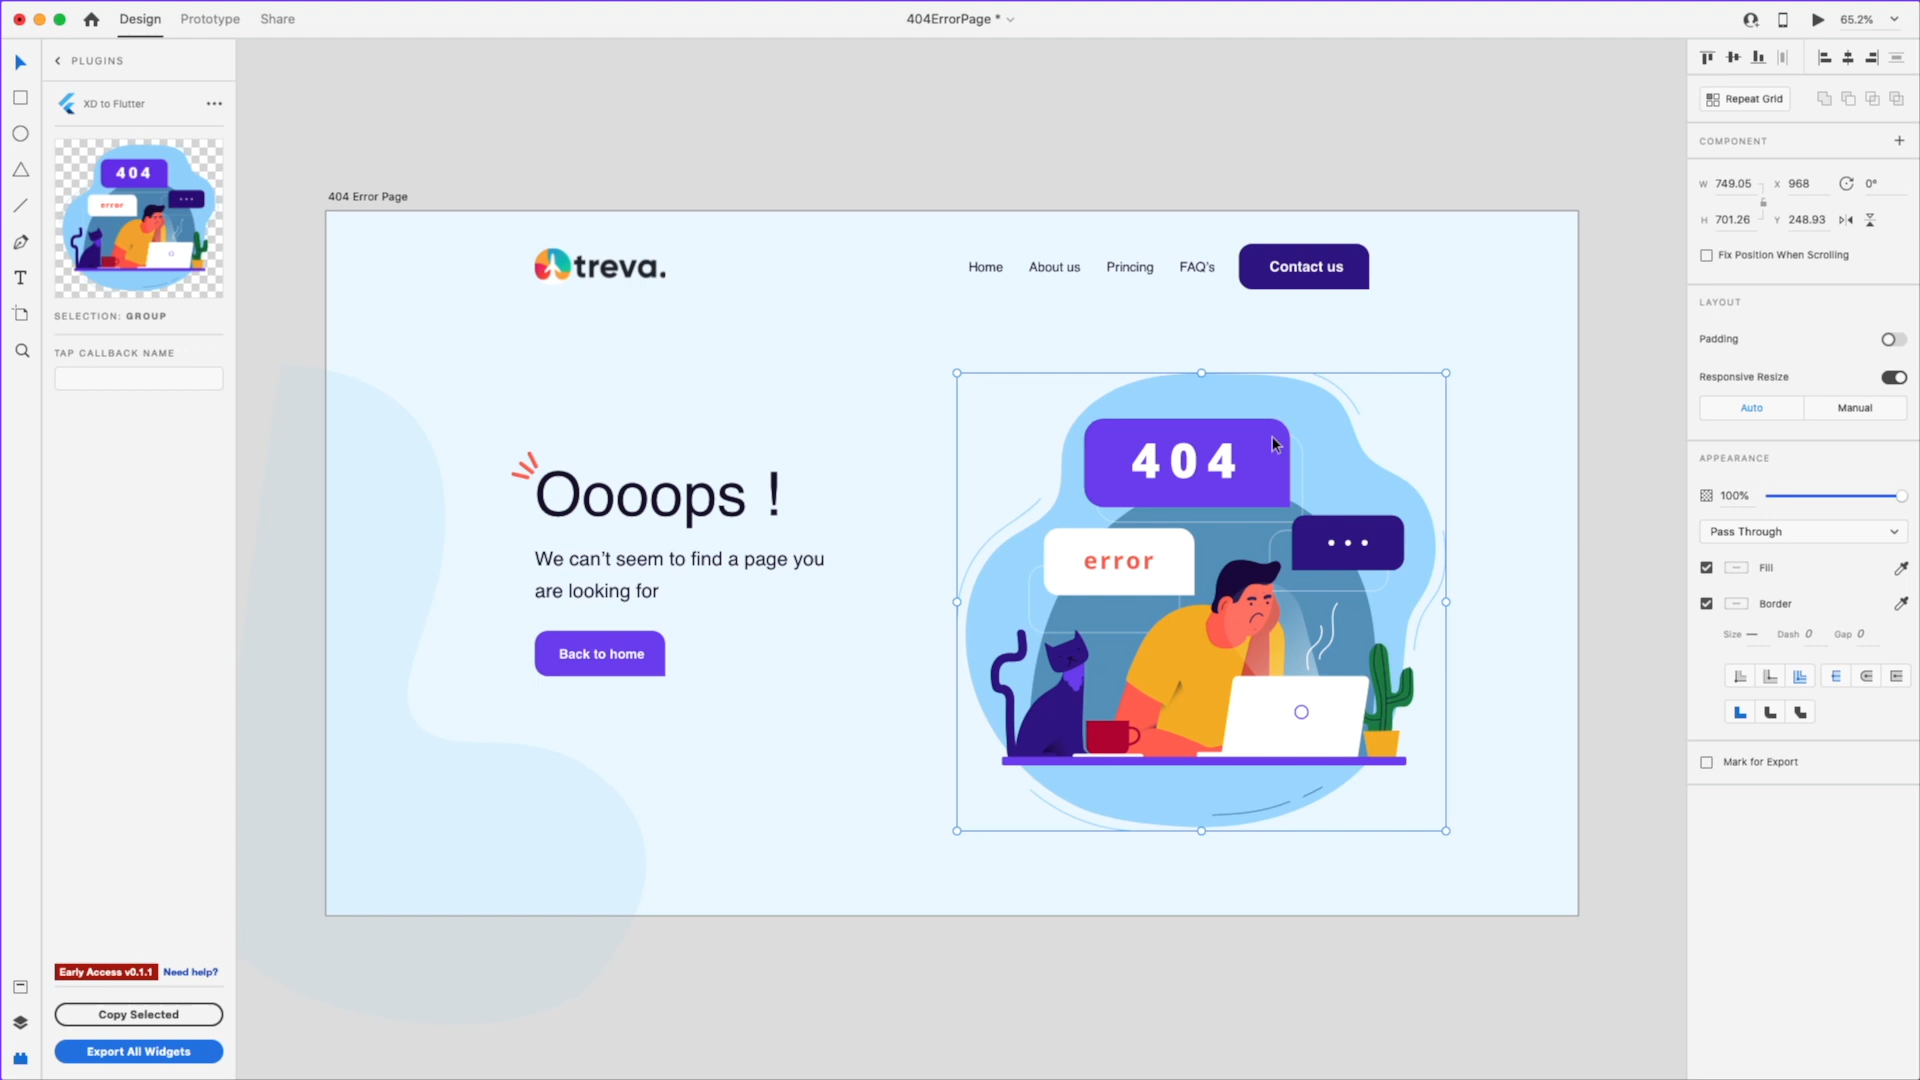 Design Prototype Share
404ErrorPage *
65.2%
PLUGINS
XD to Flutter
404
error
SELECTION: GROUP
TAP CALLBACK NAME
Early Access v0.1.1 Need help?
Copy Selected
Export All Widgets
404 Error Page
treva.
Home About us Princing FAQ's Contact us
Oooops !
We can't seem to find a page you
are looking for
Back to home
404
error
Repeat Grid
COMPONENT
W 749.05 X 968 0°
H 701.26 Y 248.93
Fix Position When Scrolling
LAYOUT
Padding
Responsive Resize
Auto Manual
APPEARANCE
100%
Pass Through
Fill
Border
Size — Dash 0 Gap 0
Mark for Export